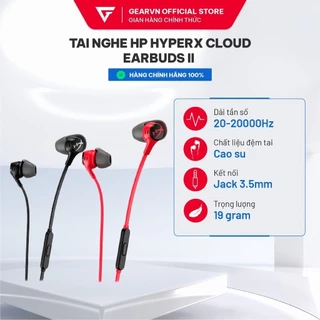 GEARVN OFFICIAL STORE
GIAN HÀNG CHÍNH THỨC
TAI NGHE HP HYPERX CLOUD
EARBUDS II
HÀNG CHÍNH HÃNG 100%
Dải tần số
20-20000Hz
Chất liệu đệm tai
Cao su
Kết nối
Jack 3.5mm
Trọng lượng
19 gram